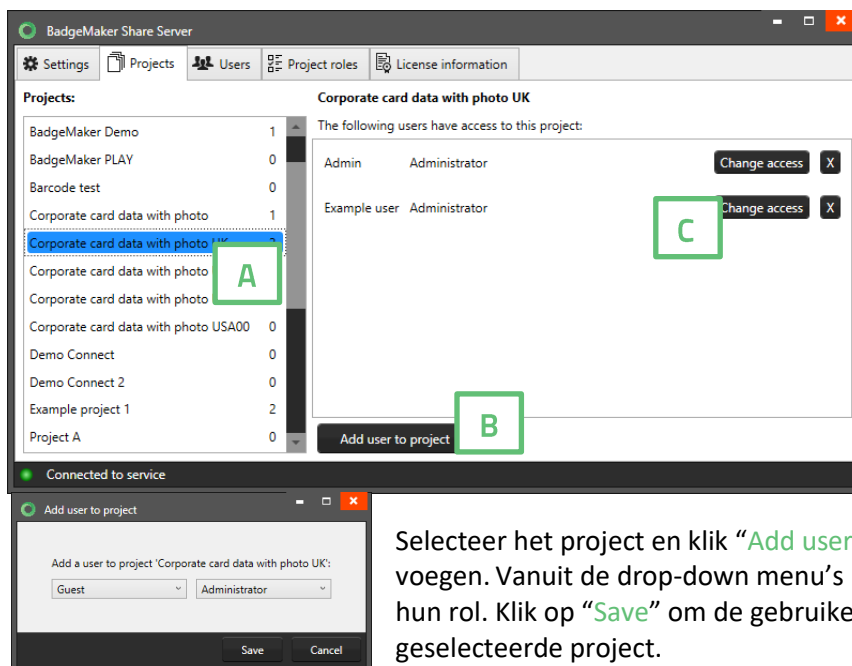 BadgeMaker Share Server
Settings Projects Users Project roles License information
Projects:
BadgeMaker Demo 1
BadgeMaker PLAY 0
Barcode test 0
Corporate card data with photo 1
Corporate card data with photo
Corporate card data with photo
Corporate card data with photo
Corporate card data with photo USA00 0
Demo Connect 0
Demo Connect 2 0
Example project 1 2
Project A 0
A
Corporate card data with photo UK
The following users have access to this project:
Admin Administrator Change access X
Example user Administrator Change access X
C
Add user to project
B
Connected to service
Add user to project
Add a user to project 'Corporate card data with photo UK':
Guest Administrator
Save Cancel
Selecteer het project en klik “Add user
voegen. Vanuit de drop-down menu’s
hun rol. Klik op “Save” om de gebruike
geselecteerde project.